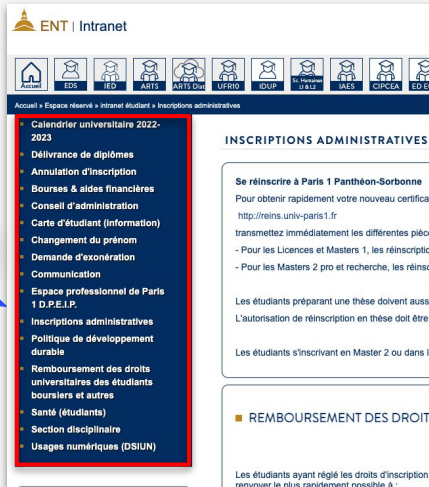 ENT | Intranet
Accueil EDS IED ARTS ARTS Dist UFR10 IDUP Sc. Humaines L1 & L2 IAES CIPCEA ED EC
Accueil » Espace réservé » intranet étudiant » Inscriptions administratives
Calendrier universitaire 2022-
2023
Délivrance de diplômes
Annulation d'inscription
Bourses & aides financières
Conseil d'administration
Carte d'étudiant (information)
Changement du prénom
Demande d'exonération
Communication
Espace professionnel de Paris
1 D.P.E.I.P.
Inscriptions administratives
Politique de développement
durable
Remboursement des droits
universitaires des étudiants
boursiers et autres
Santé (étudiants)
Section disciplinaire
Usages numériques (DSIUN)
INSCRIPTIONS ADMINISTRATIVES
Se réinscrire à Paris 1 Panthéon-Sorbonne
Pour obtenir rapidement votre nouveau certifica
http://reins.univ-paris1.fr
transmettez immédiatement les différentes pièc
- Pour les Licences et Masters 1, les réinscriptio
- Pour les Masters 2 pro et recherche, les réinsc
Les étudiants préparant une thèse doivent auss
L'autorisation de réinscription en thèse doit être
Les étudiants s'inscrivant en Master 2 ou dans l
REMBOURSEMENT DES DROIT
Les étudiants ayant réglé les droits d'inscription
renvoyer le plus rapidement possible à :